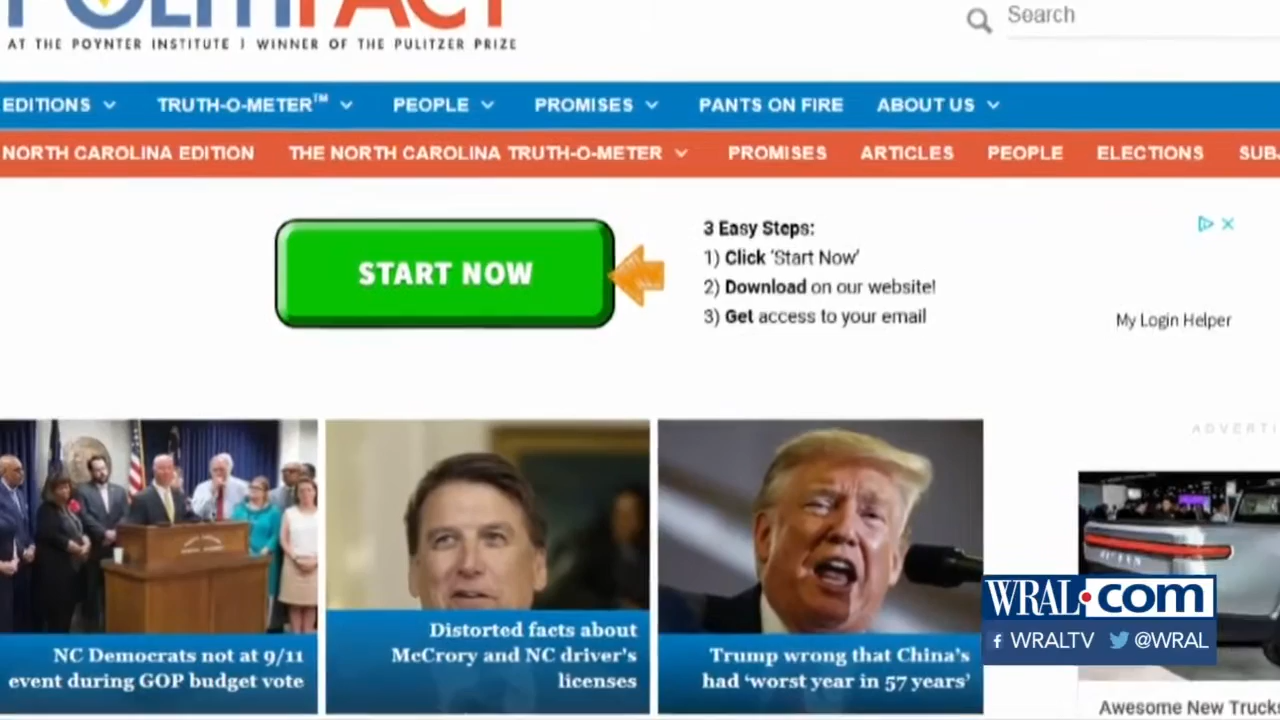 POLITIFACT
Search
AT THE POYNTER INSTITUTE | WINNER OF THE PULITZER PRIZE
EDITIONS TRUTH-O-METER™ PEOPLE PROMISES PANTS ON FIRE ABOUT US
NORTH CAROLINA EDITION THE NORTH CAROLINA TRUTH-O-METER PROMISES ARTICLES PEOPLE ELECTIONS SUBJ
START NOW
3 Easy Steps:
1) Click 'Start Now'
2) Download on our website!
3) Get access to your email
My Login Helper
ADVERTI
NC Democrats not at 9/11
event during GOP budget vote
Distorted facts about
McCrory and NC driver's
licenses
Trump wrong that China's
had 'worst year in 57 years'
WRAL.com
f WRALTV @WRAL
Awesome New Trucks